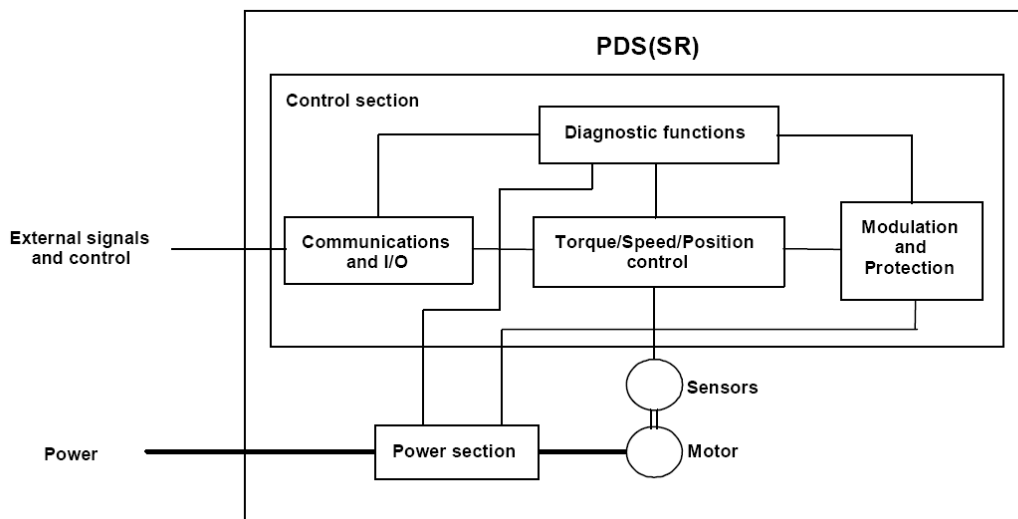 PDS(SR)
Control section
Diagnostic functions
External signals
and control
Communications
and I/O
Torque/Speed/Position
control
Modulation
and
Protection
Sensors
Power
Power section
Motor